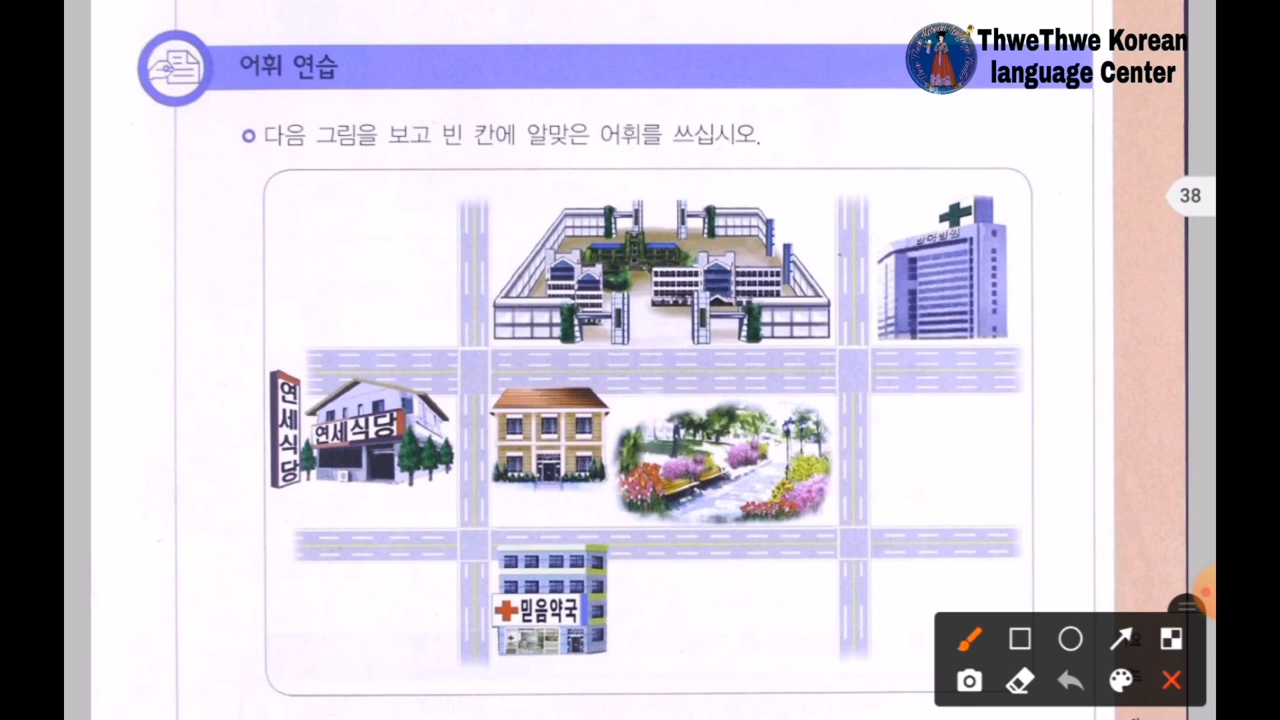 어휘 연습
ThweThwe Korean
language Center
다음 그림을 보고 빈 칸에 알맞은 어휘를 쓰십시오.
38
연세식당
연세식당
믿음약국